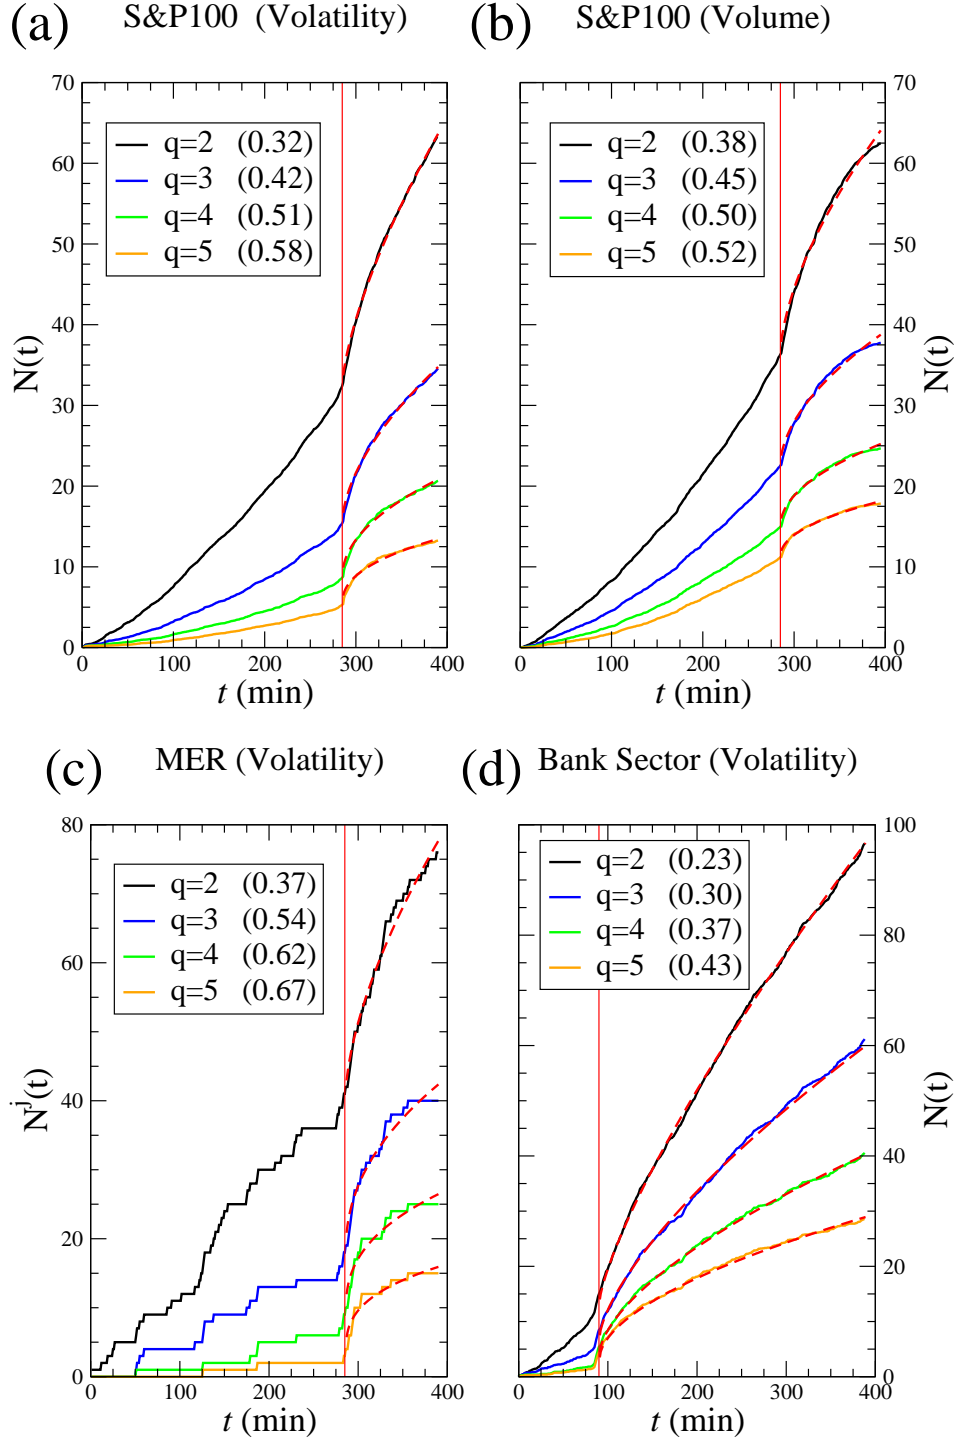 (a) S&P100 (Volatility)
(b) S&P100 (Volume)
70
60
50
40
30
20
10
0
N(t)
q=2 (0.32)
q=3 (0.42)
q=4 (0.51)
q=5 (0.58)
0 100 200 300 400
t (min)
q=2 (0.38)
q=3 (0.45)
q=4 (0.50)
q=5 (0.52)
70
60
50
40
30
20
10
0
N(t)
0 100 200 300 400
t (min)
(c) MER (Volatility)
(d) Bank Sector (Volatility)
80
60
40
20
0
N^j(t)
q=2 (0.37)
q=3 (0.54)
q=4 (0.62)
q=5 (0.67)
0 100 200 300 400
t (min)
q=2 (0.23)
q=3 (0.30)
q=4 (0.37)
q=5 (0.43)
100
80
60
40
20
0
N(t)
0 100 200 300 400
t (min)